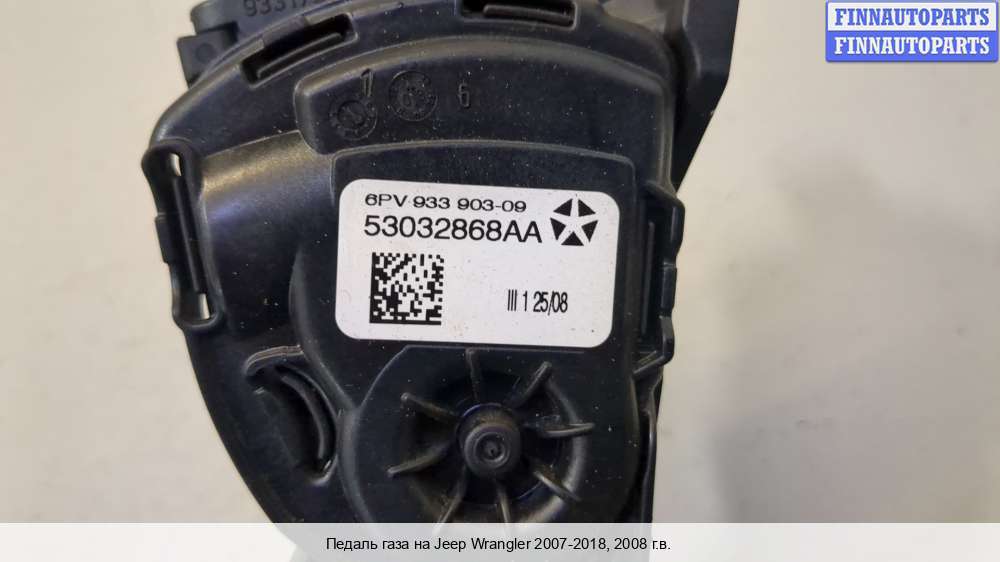 FINNAUTOPARTS
FINNAUTOPARTS
6
6PV 933 903-09
53032868AA
III 1 25/08
Педаль газа на Jeep Wrangler 2007-2018, 2008 г.в.